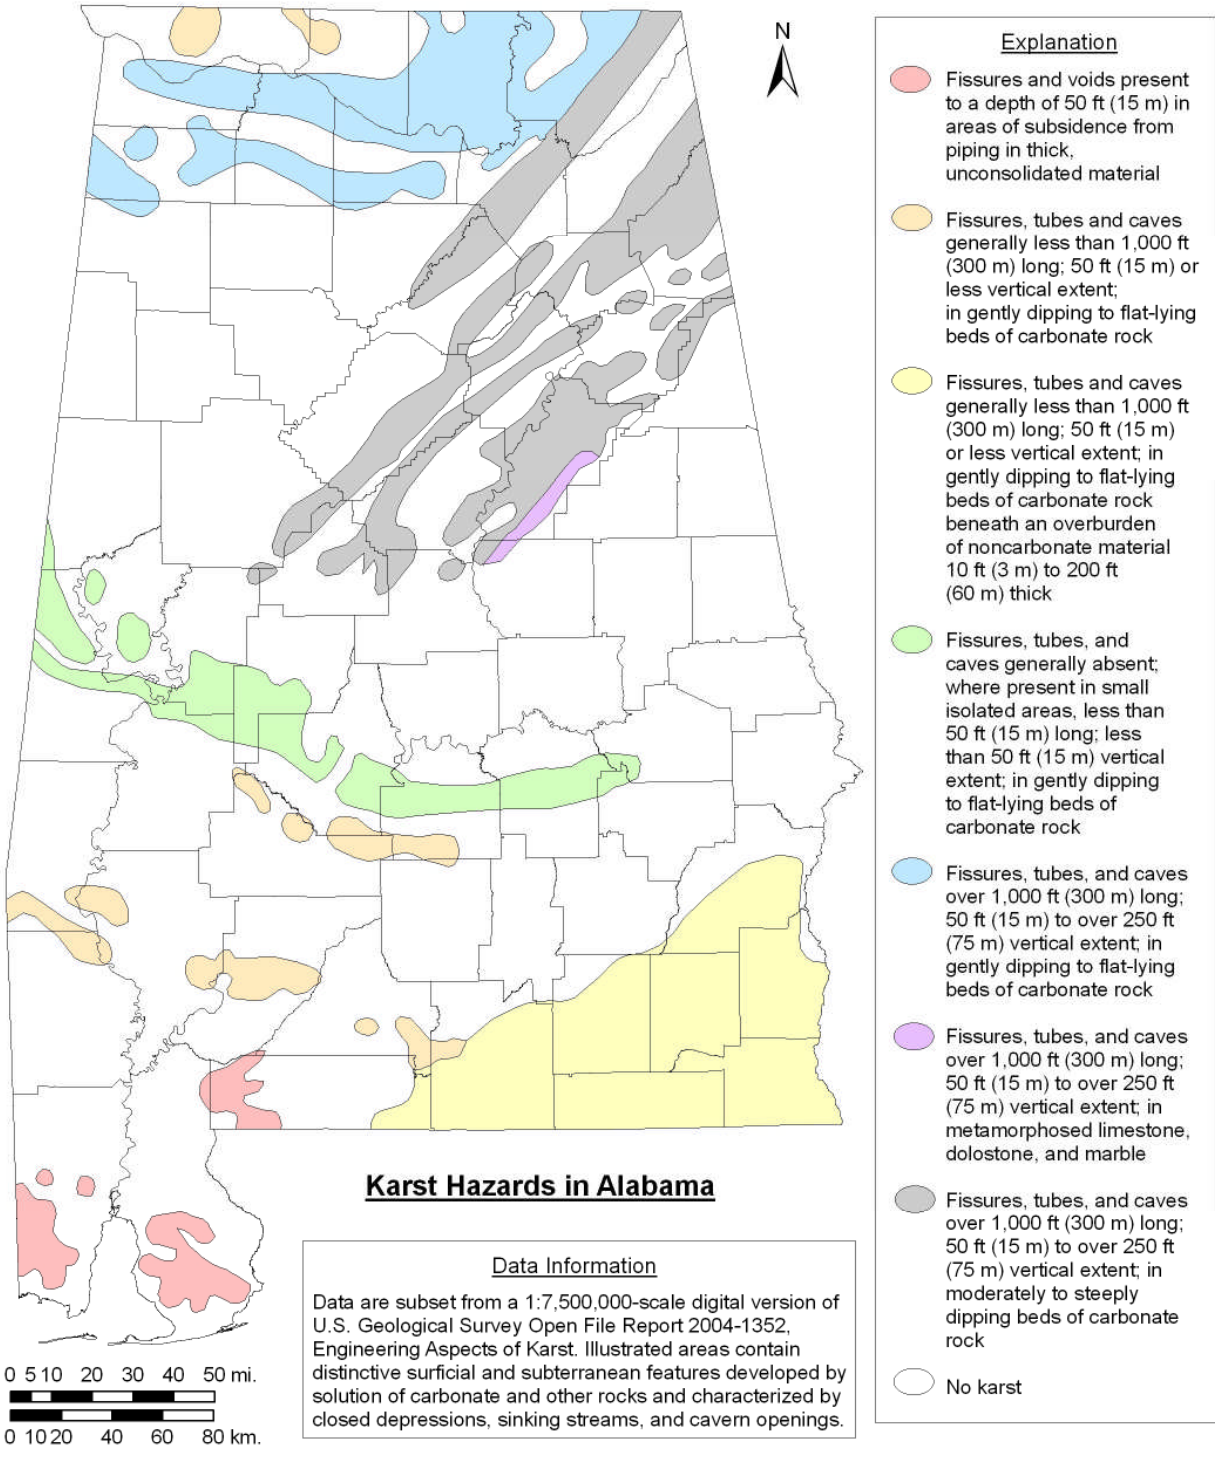 N
Explanation
Fissures and voids present
to a depth of 50 ft (15 m) in
areas of subsidence from
piping in thick,
unconsolidated material
Fissures, tubes and caves
generally less than 1,000 ft
(300 m) long; 50 ft (15 m) or
less vertical extent;
in gently dipping to flat-lying
beds of carbonate rock
Fissures, tubes and caves
generally less than 1,000 ft
(300 m) long; 50 ft (15 m)
or less vertical extent; in
gently dipping to flat-lying
beds of carbonate rock
beneath an overburden
of noncarbonate material
10 ft (3 m) to 200 ft
(60 m) thick
Fissures, tubes, and
caves generally absent;
where present in small
isolated areas, less than
50 ft (15 m) long; less
than 50 ft (15 m) vertical
extent; in gently dipping
to flat-lying beds of
carbonate rock
Fissures, tubes, and caves
over 1,000 ft (300 m) long;
50 ft (15 m) to over 250 ft
(75 m) vertical extent; in
gently dipping to flat-lying
beds of carbonate rock
Fissures, tubes, and caves
over 1,000 ft (300 m) long;
50 ft (15 m) to over 250 ft
(75 m) vertical extent; in
metamorphosed limestone,
dolostone, and marble
Fissures, tubes, and caves
over 1,000 ft (300 m) long;
50 ft (15 m) to over 250 ft
(75 m) vertical extent; in
moderately to steeply
dipping beds of carbonate
rock
No karst
Karst Hazards in Alabama
Data Information
Data are subset from a 1:7,500,000-scale digital version of
U.S. Geological Survey Open File Report 2004-1352,
Engineering Aspects of Karst. Illustrated areas contain
distinctive surficial and subterranean features developed by
solution of carbonate and other rocks and characterized by
closed depressions, sinking streams, and cavern openings.
0 5 10 20 30 40 50 mi.
0 10 20 40 60 80 km.